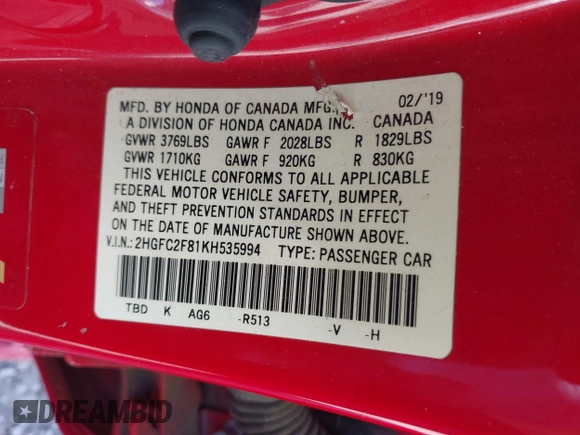 MFD. BY HONDA OF CANADA MFG., 02/'19
A DIVISION OF HONDA CANADA INC. CANADA
GVWR 3769LBS GAWR F 2028LBS R 1829LBS
GVWR 1710KG GAWR F 920KG R 830KG
THIS VEHICLE CONFORMS TO ALL APPLICABLE
FEDERAL MOTOR VEHICLE SAFETY, BUMPER,
AND THEFT PREVENTION STANDARDS IN EFFECT
ON THE DATE OF MANUFACTURE SHOWN ABOVE.
V.I.N.: 2HGFC2F81KH535994 TYPE: PASSENGER CAR
TBD K AG6 -R513 -V -H
DREAMBID